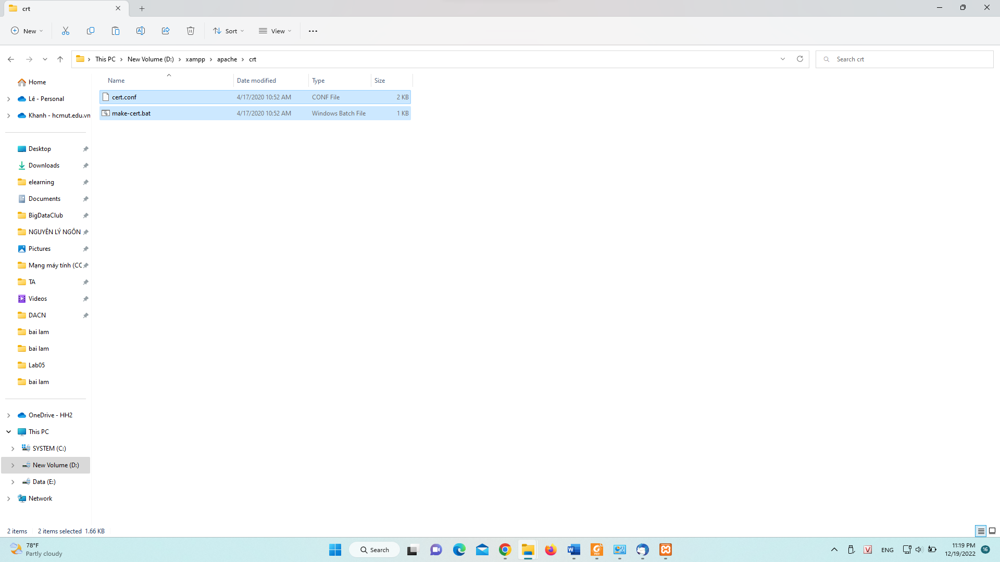 crt
New
Sort
View
This PC
New Volume (D:)
xampp
apache
crt
Search crt
Name
Date modified
Type
Size
cert.conf
4/17/2020 10:52 AM
CONF File
2 KB
make-cert.bat
4/17/2020 10:52 AM
Windows Batch File
1 KB
Home
Lê - Personal
Khanh - hcmut.edu.vn
Desktop
Downloads
elearning
Documents
BigDataClub
NGUYÊN LÝ NGÔN
Pictures
Mạng máy tính (CC
TA
Videos
DACN
bai lam
bai lam
Lab05
bai lam
OneDrive - HH2
This PC
SYSTEM (C:)
New Volume (D:)
Data (E:)
Network
2 items
2 items selected 1.66 KB
78°F
Partly cloudy
Search
PDF
V
ENG
11:19 PM
12/19/2022
16